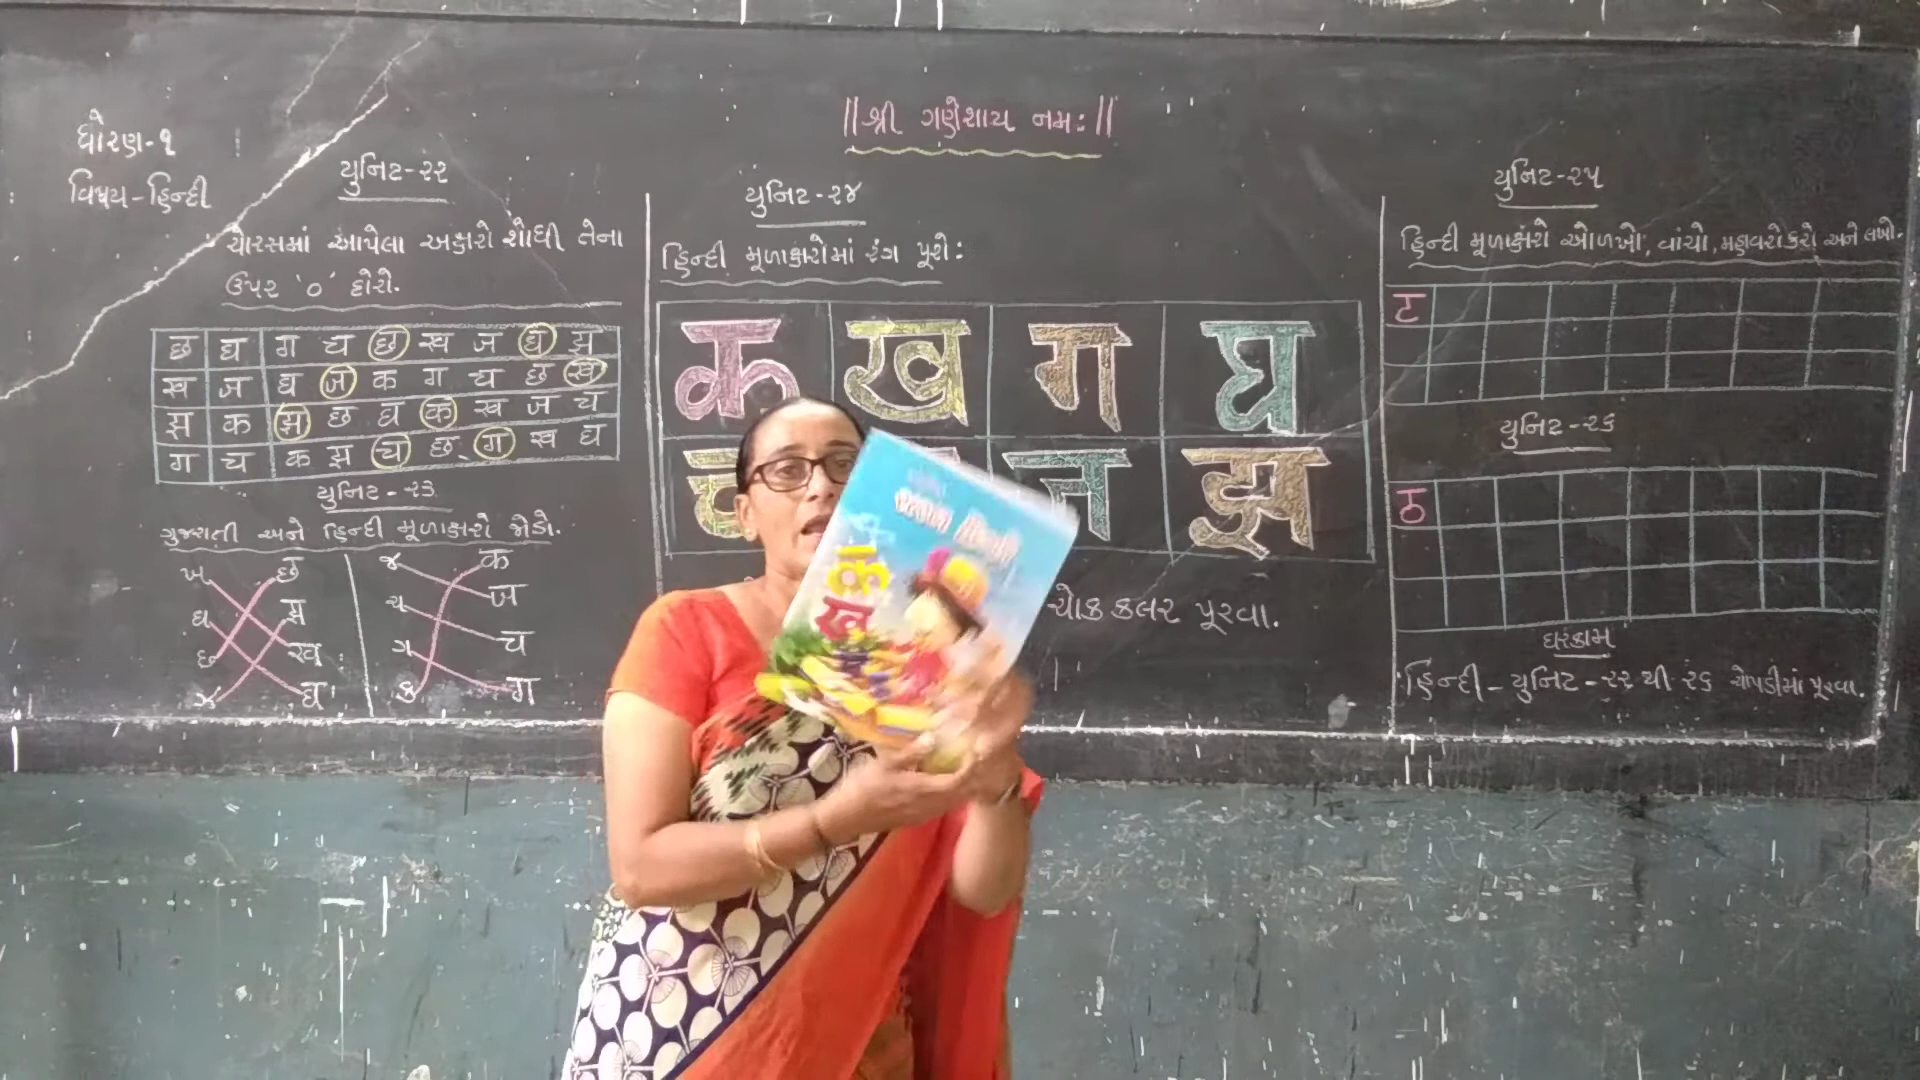 ॥શ્રી ગણેશાય નમઃ॥
ધોરણ-૧
વિષય-હિન્દી
યુનિટ-૨૨
ચોરસમાં આપેલા અક્ષરો શોધી તેના
ઉપર '૦' દોરો.
छ घ ग च छ ख ज घ झ
ख ज घ ज क ग च छ ख
झ क झ छ घ क ख ज च
ग च क झ च छ ग ख घ
યુનિટ-૨૩
ગુજરાતી અને હિન્દી મૂળાક્ષરો જોડો.
ખ छ
ઘ झ
છ ख
ઝ घ
જ क
ચ ज
ગ च
ક ग
યુનિટ-૨૪
હિન્દી મૂળાક્ષરોમાં રંગ પૂરો:
क ख ग घ
च ज झ
ચોક કલર પૂરવા.
क
ख
યુનિટ-૨૫
હિન્દી મૂળાક્ષરો ઓળખો, વાંચો, મહાવરો કરો અને લખો.
ट
યુનિટ-૨૬
ठ
ઘરકામ
હિન્દી - યુનિટ-૨૨ થી ૨૬ ચોપડીમાં પૂરવા.